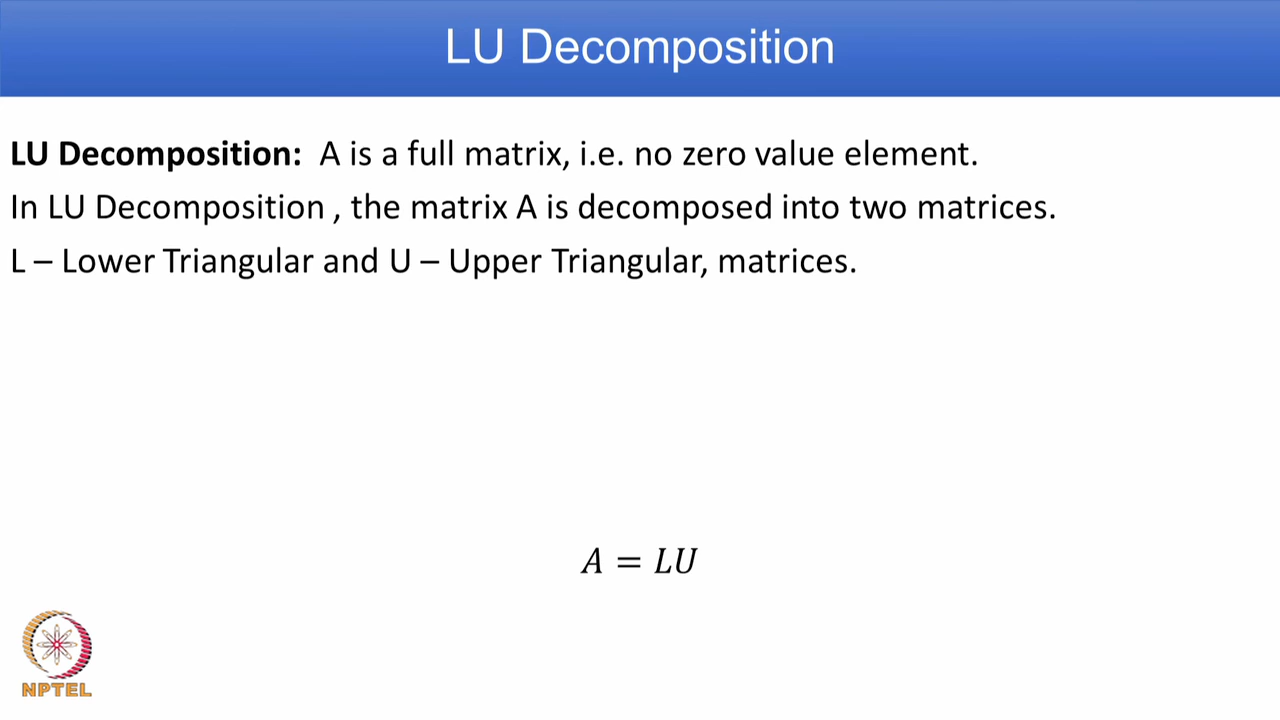 LU Decomposition
LU Decomposition: A is a full matrix, i.e. no zero value element.
In LU Decomposition , the matrix A is decomposed into two matrices.
L – Lower Triangular and U – Upper Triangular, matrices.
A = LU
NPTEL